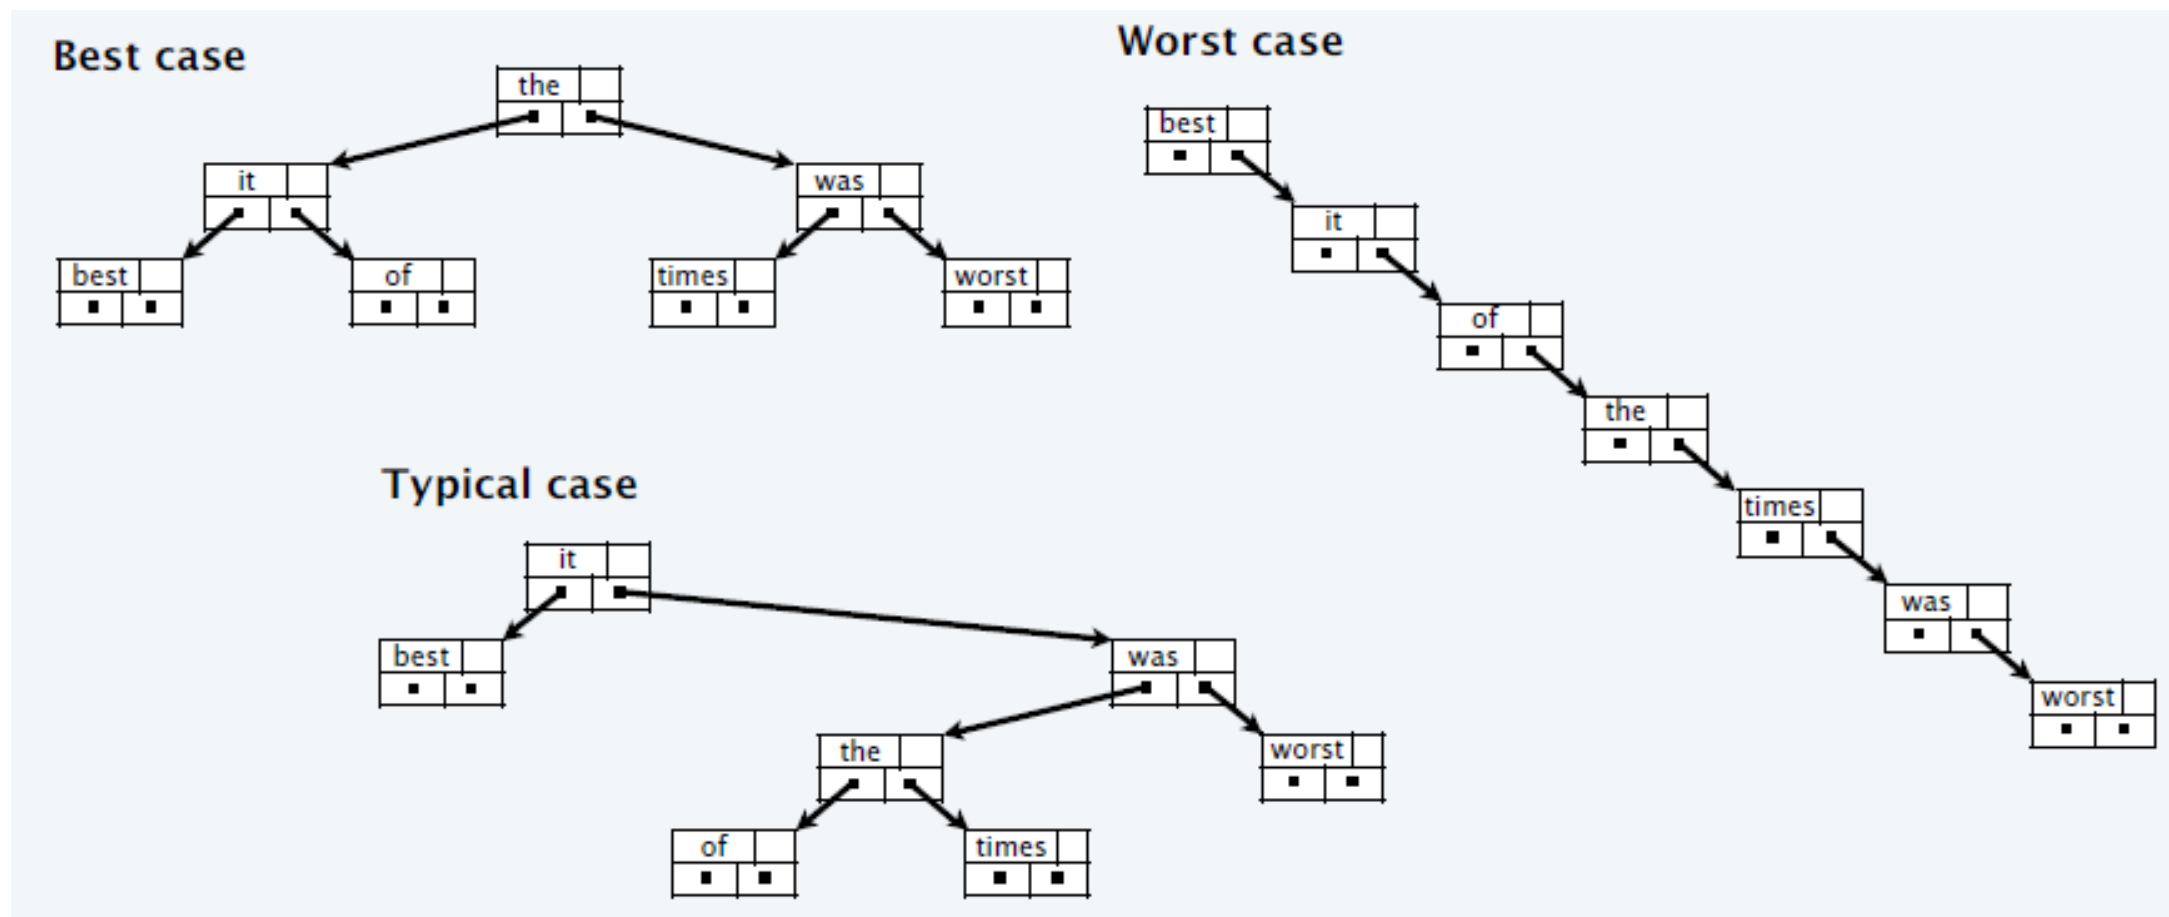 Best case
the
it
was
best
of
times
worst
Worst case
best
it
of
the
times
was
worst
Typical case
it
best
was
the
worst
of
times